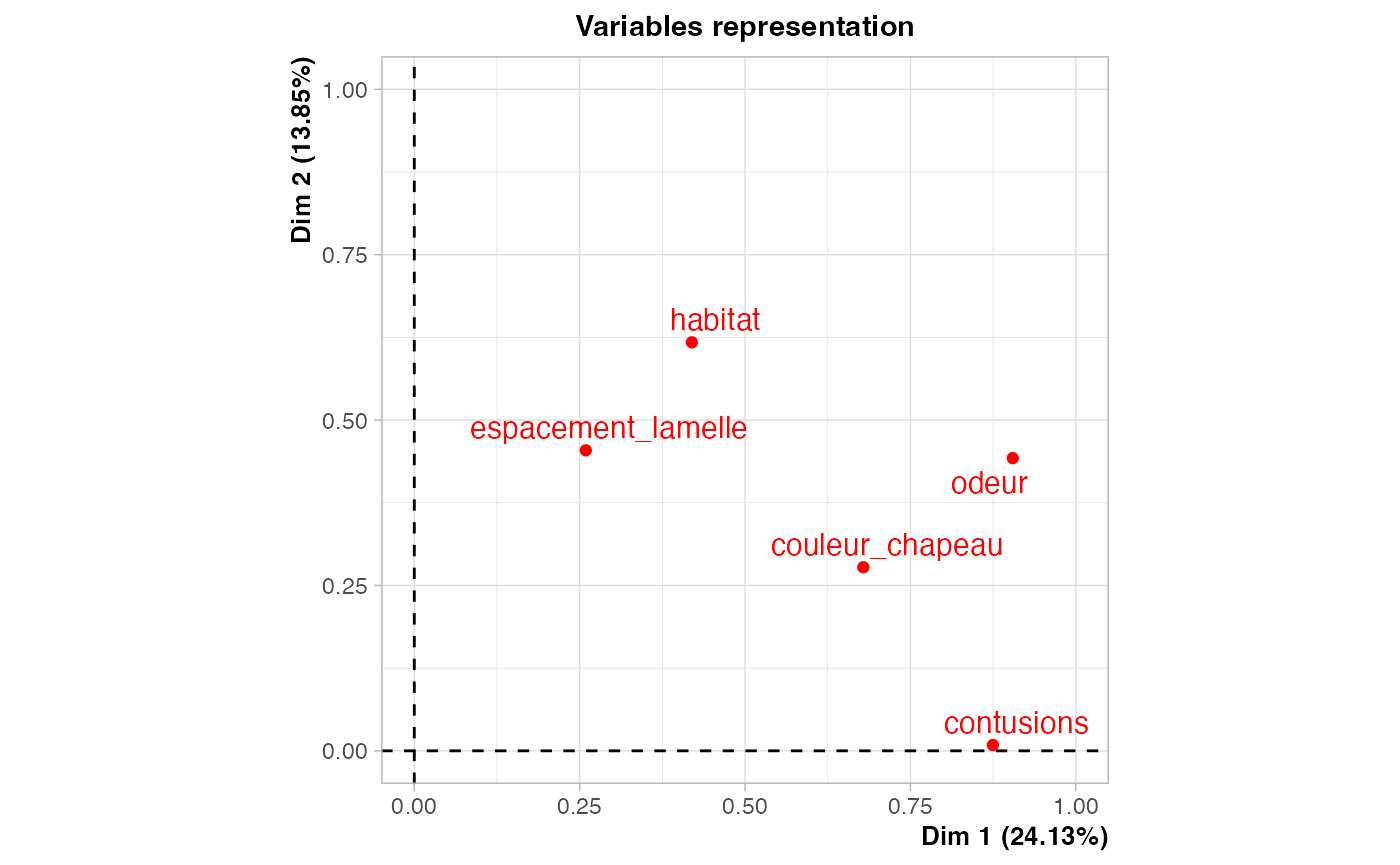 Variables representation
Dim 2 (13.85%)
1.00
0.75
0.50
0.25
0.00
habitat
espacement_lamelle
odeur
couleur_chapeau
contusions
0.00 0.25 0.50 0.75 1.00
Dim 1 (24.13%)